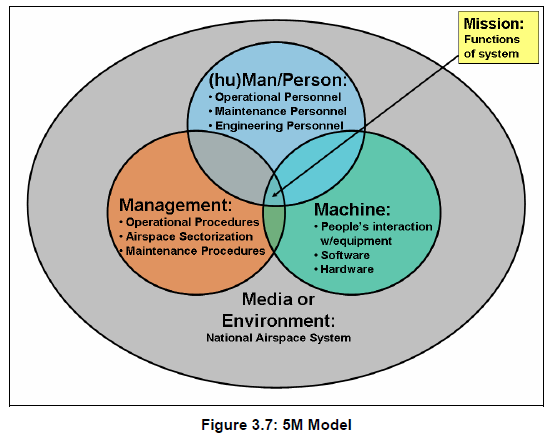 Mission:
Functions
of system
(hu)Man/Person:
• Operational Personnel
• Maintenance Personnel
• Engineering Personnel
Management:
• Operational Procedures
• Airspace Sectorization
• Maintenance Procedures
Machine:
• People's interaction
w/equipment
• Software
• Hardware
Media or
Environment:
National Airspace System
Figure 3.7: 5M Model